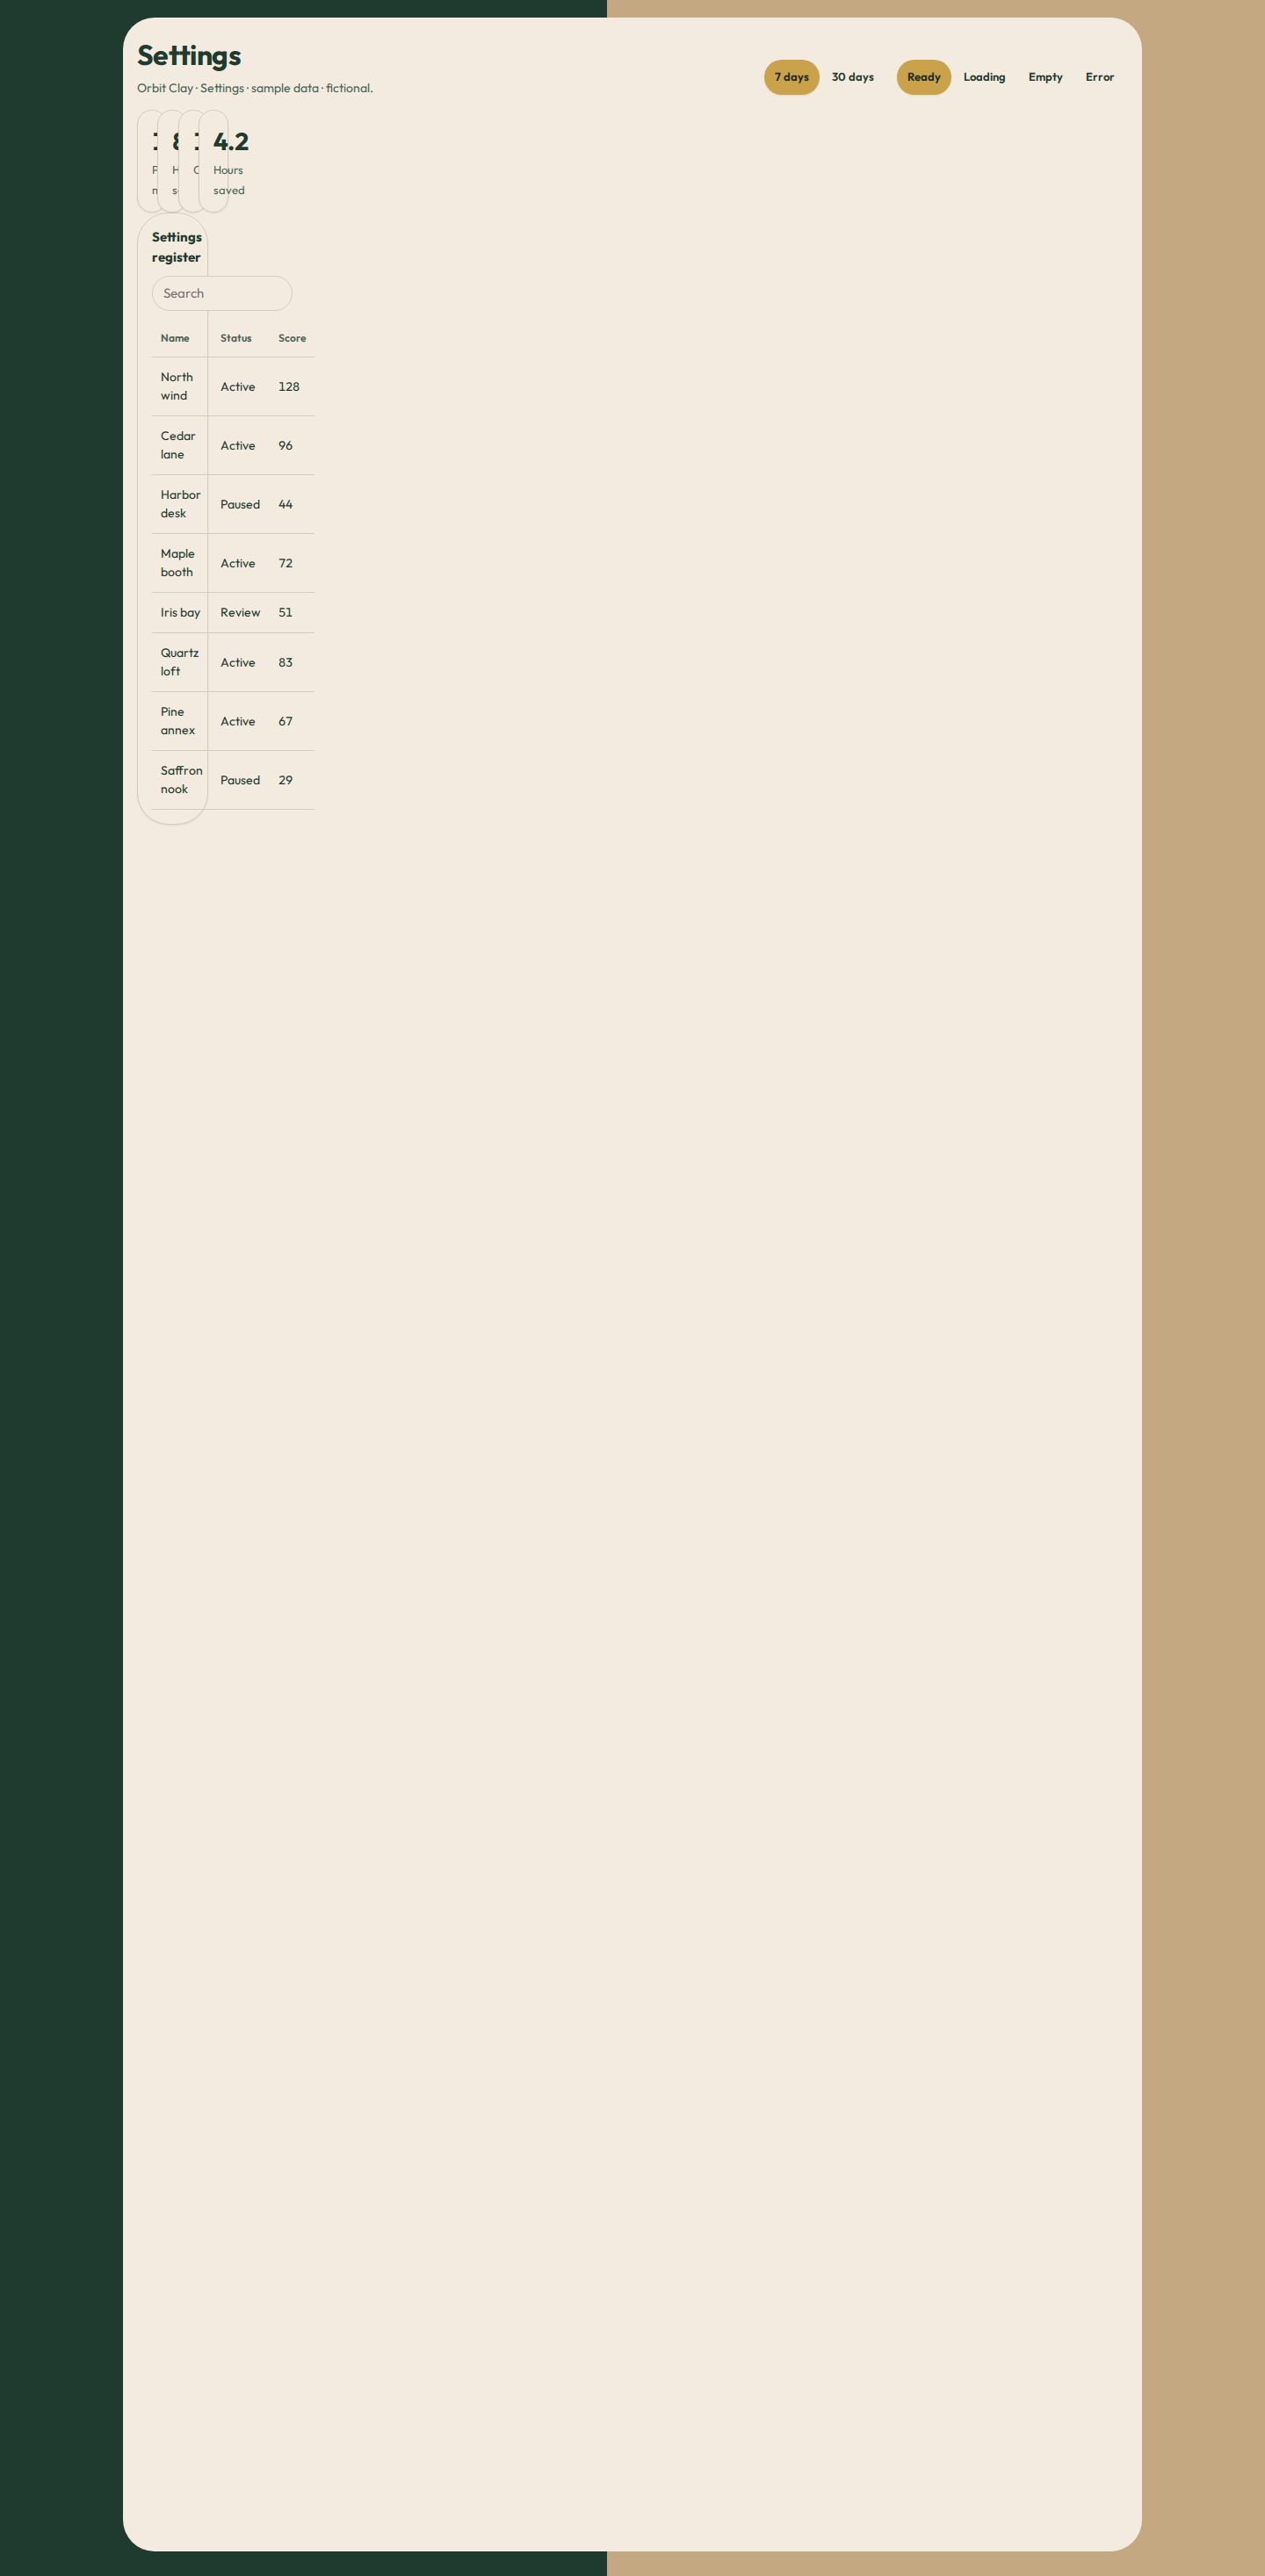 Settings
Orbit Clay · Settings · sample data · fictional.
7 days 30 days Ready Loading Empty Error
4.2
Hours
saved
Settings
register
Search
Name Status Score
North wind Active 128
Cedar lane Active 96
Harbor desk Paused 44
Maple booth Active 72
Iris bay Review 51
Quartz loft Active 83
Pine annex Active 67
Saffron nook Paused 29